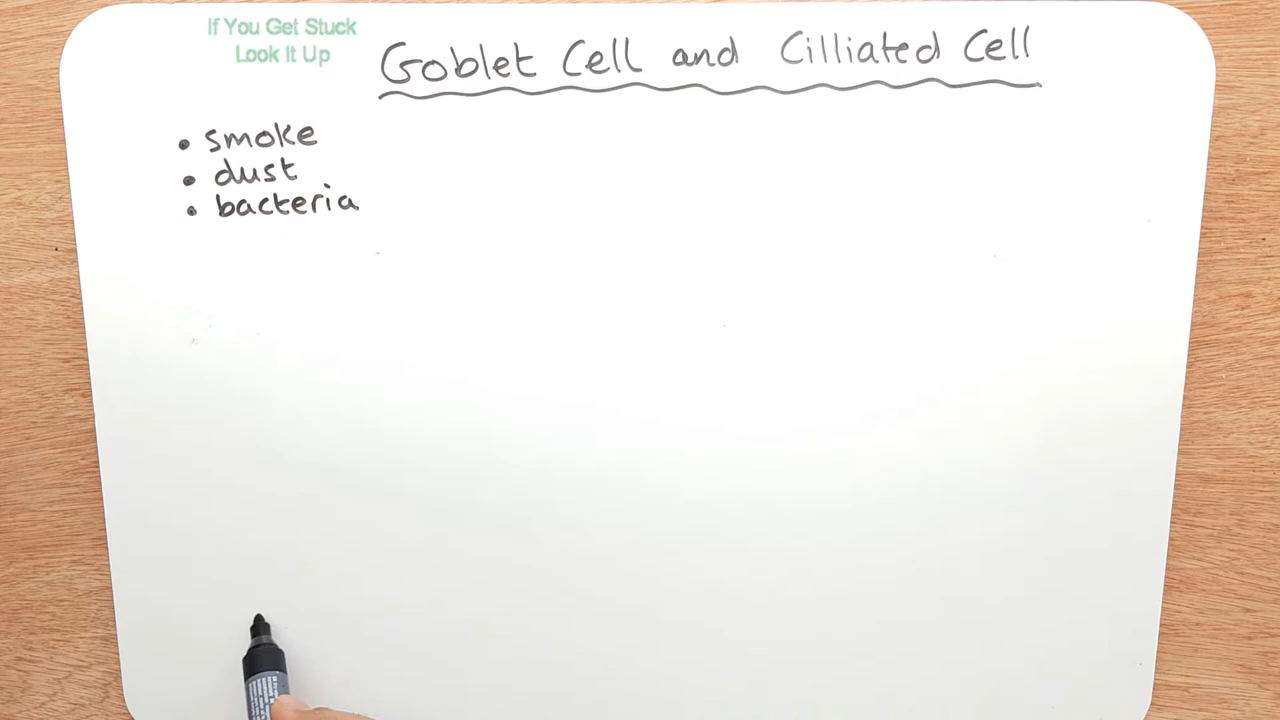 If You Get Stuck
Look It Up
Goblet Cell and Cilliated Cell
• smoke
• dust
• bacteria